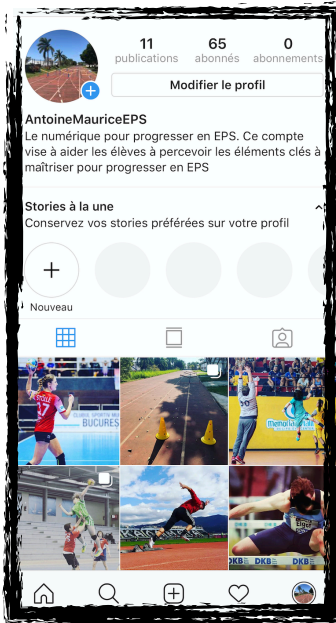 11 65 0
publications abonnés abonnements
Modifier le profil
AntoineMauriceEPS
Le numérique pour progresser en EPS. Ce compte
vise à aider les élèves à percevoir les éléments clés à
maîtriser pour progresser en EPS
Stories à la une
Conservez vos stories préférées sur votre profil
Nouveau
17
BUCURES
DKB
DKB